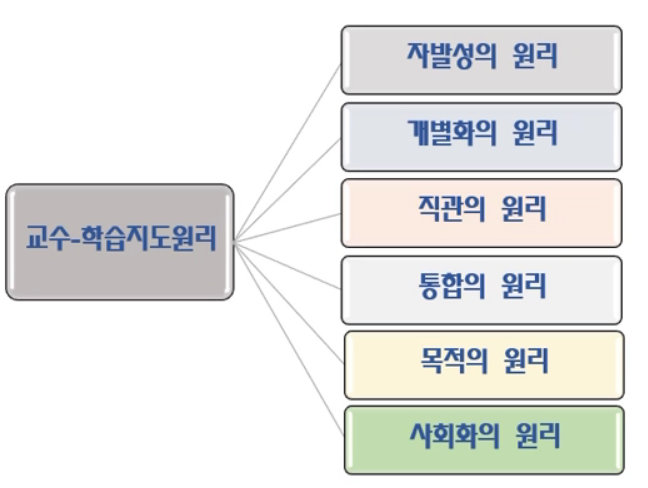 교수-학습지도원리
자발성의 원리
개별화의 원리
직관의 원리
통합의 원리
목적의 원리
사회화의 원리